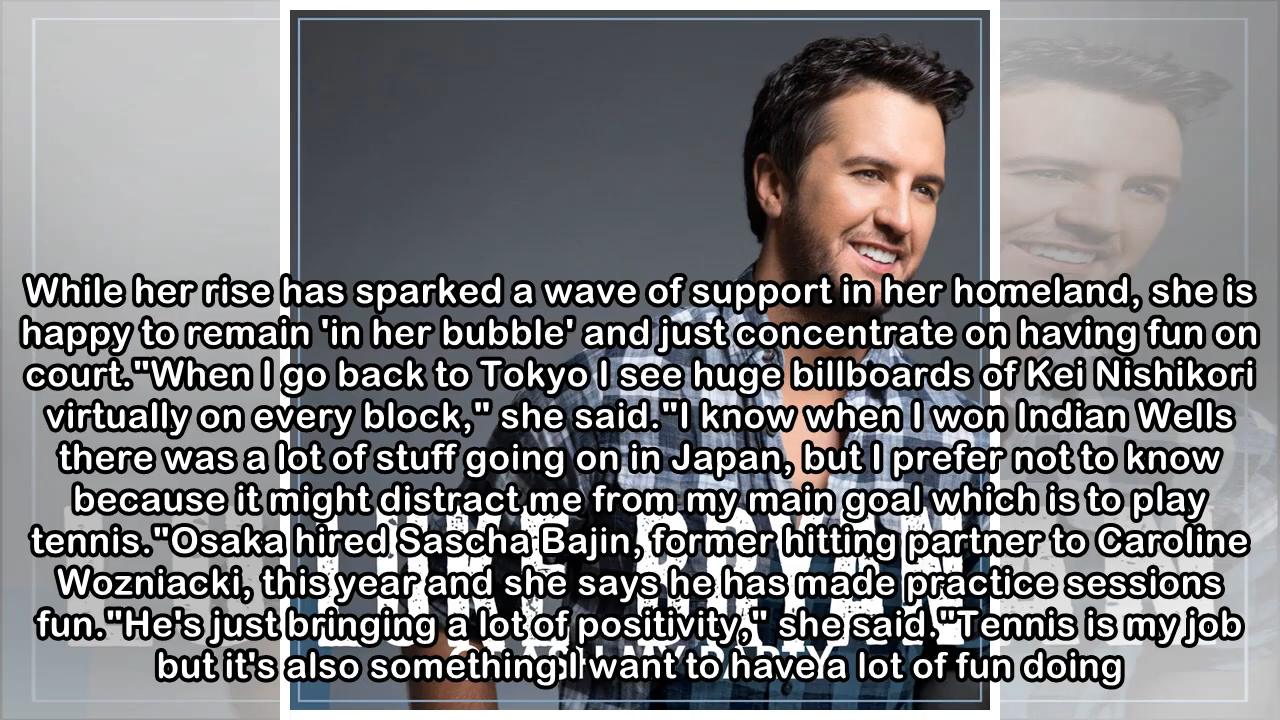 While her rise has sparked a wave of support in her homeland, she is
happy to remain 'in her bubble' and just concentrate on having fun on
court."When I go back to Tokyo I see huge billboards of Kei Nishikori
virtually on every block," she said."I know when I won Indian Wells
there was a lot of stuff going on in Japan, but I prefer not to know
because it might distract me from my main goal which is to play
tennis."Osaka hired Sascha Bajin, former hitting partner to Caroline
Wozniacki, this year and she says he has made practice sessions
fun."He's just bringing a lot of positivity," she said."Tennis is my job
but it's also something I want to have a lot of fun doing
LUKE BRYAN